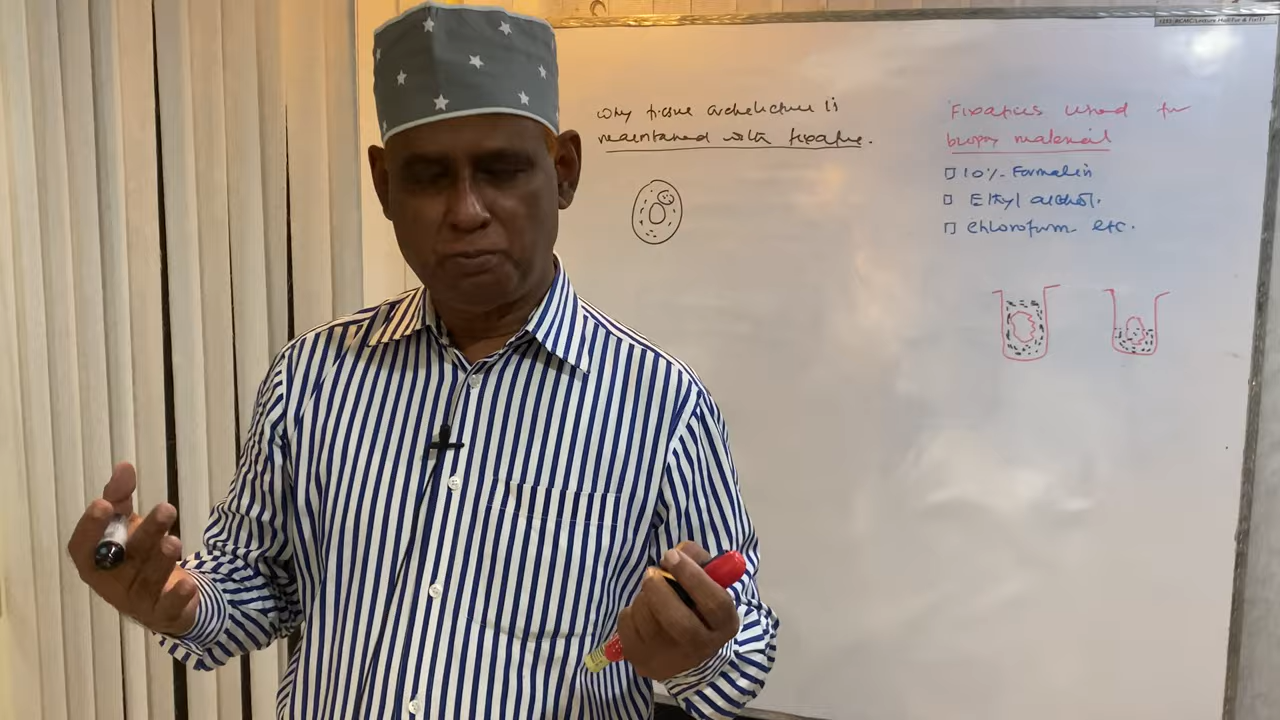 why tissue architecture is
maintained with fixative.
Fixatives used for
biopsy material
10% Formalin
Ethyl alcohol.
Chloroform etc.